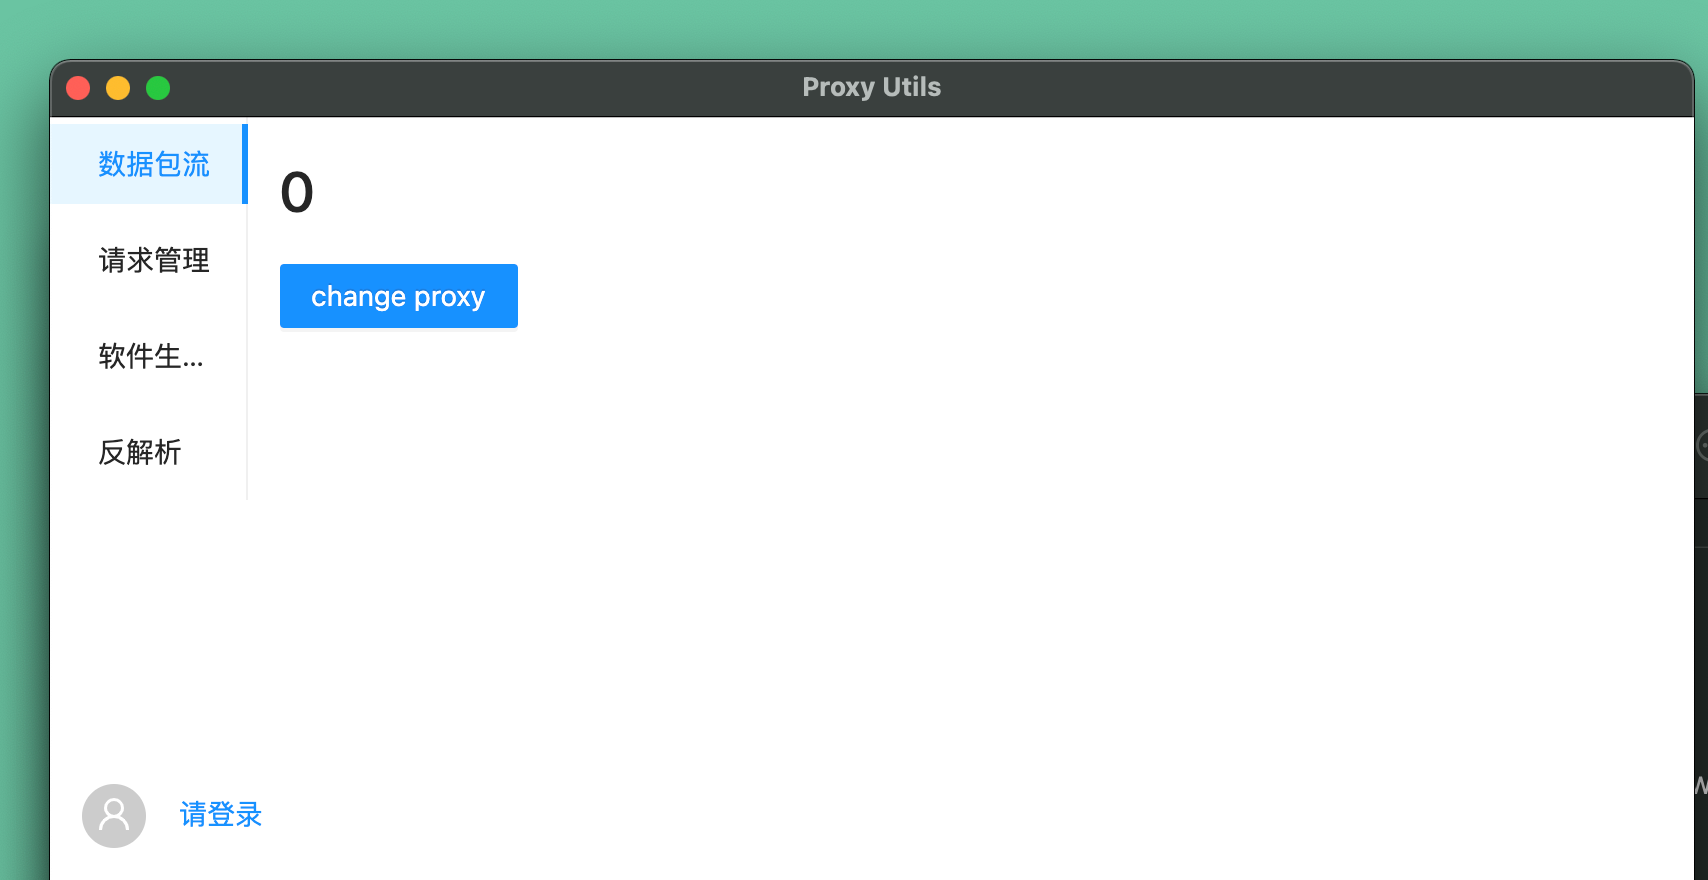 Proxy Utils
数据包流
请求管理
软件生...
反解析
0
change proxy
请登录